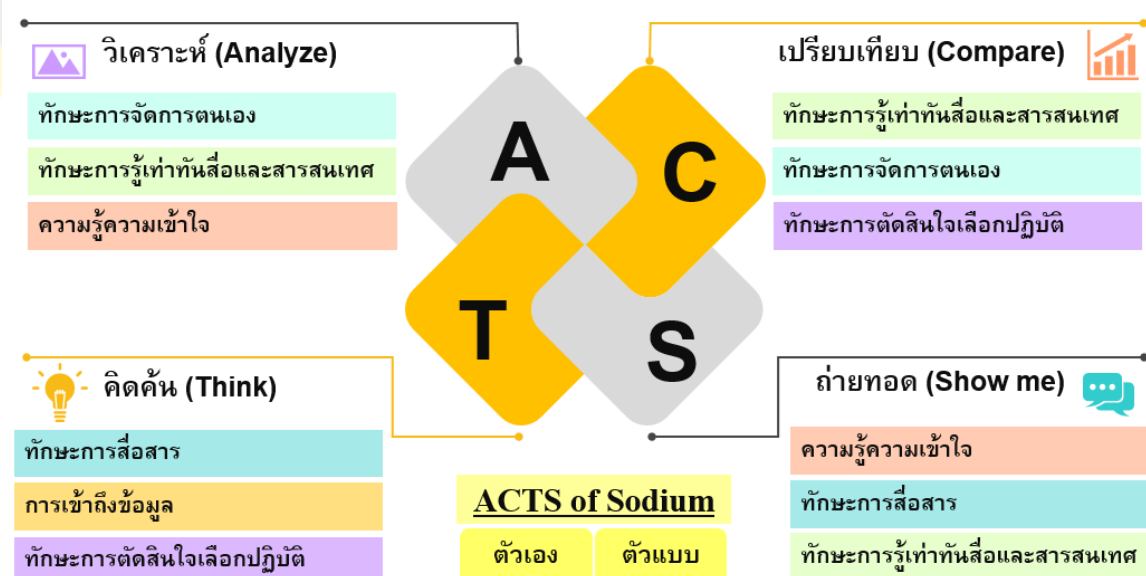 วิเคราะห์ (Analyze)
ทักษะการจัดการตนเอง
ทักษะการรู้เท่าทันสื่อและสารสนเทศ
ความรู้ความเข้าใจ
เปรียบเทียบ (Compare)
ทักษะการรู้เท่าทันสื่อและสารสนเทศ
ทักษะการจัดการตนเอง
ทักษะการตัดสินใจเลือกปฏิบัติ
A
C
T
S
คิดค้น (Think)
ทักษะการสื่อสาร
การเข้าถึงข้อมูล
ทักษะการตัดสินใจเลือกปฏิบัติ
ACTS of Sodium
ตัวเอง
ตัวแบบ
ถ่ายทอด (Show me)
ความรู้ความเข้าใจ
ทักษะการสื่อสาร
ทักษะการรู้เท่าทันสื่อและสารสนเทศ